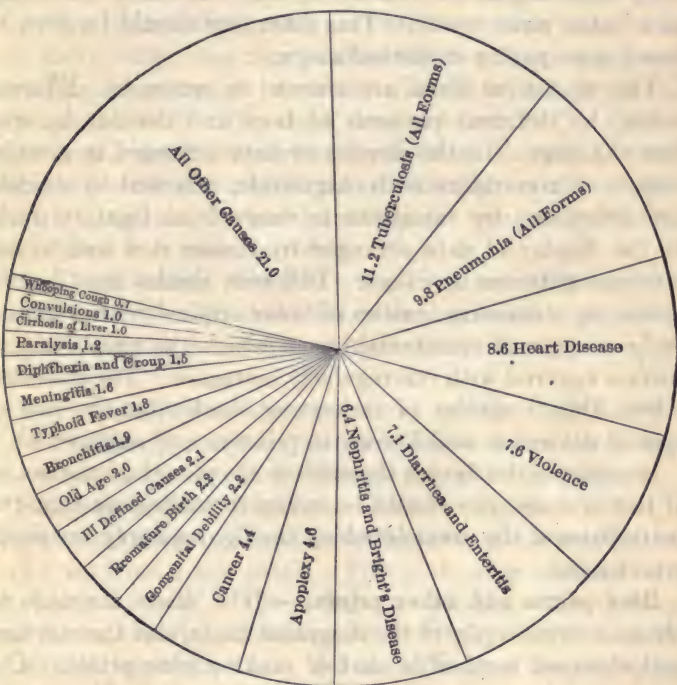 11.2 Tuberculosis (All Forms)
9.8 Pneumonia (All Forms)
8.6 Heart Disease
7.6 Violence
7.1 Diarrhea and Enteritis
6.4 Nephritis and Bright's Disease
Apoplexy 4.6
Cancer 4.4
Congenital Debility 2.2
Premature Birth 2.2
Ill Defined Causes 2.1
Old Age 2.0
Bronchitis 1.9
Typhoid Fever 1.8
Meningitis 1.6
Diphtheria and Croup 1.5
Paralysis 1.2
Cirrhosis of Liver 1.0
Convulsions 1.0
Whooping Cough 0.7
All Other Causes 21.0